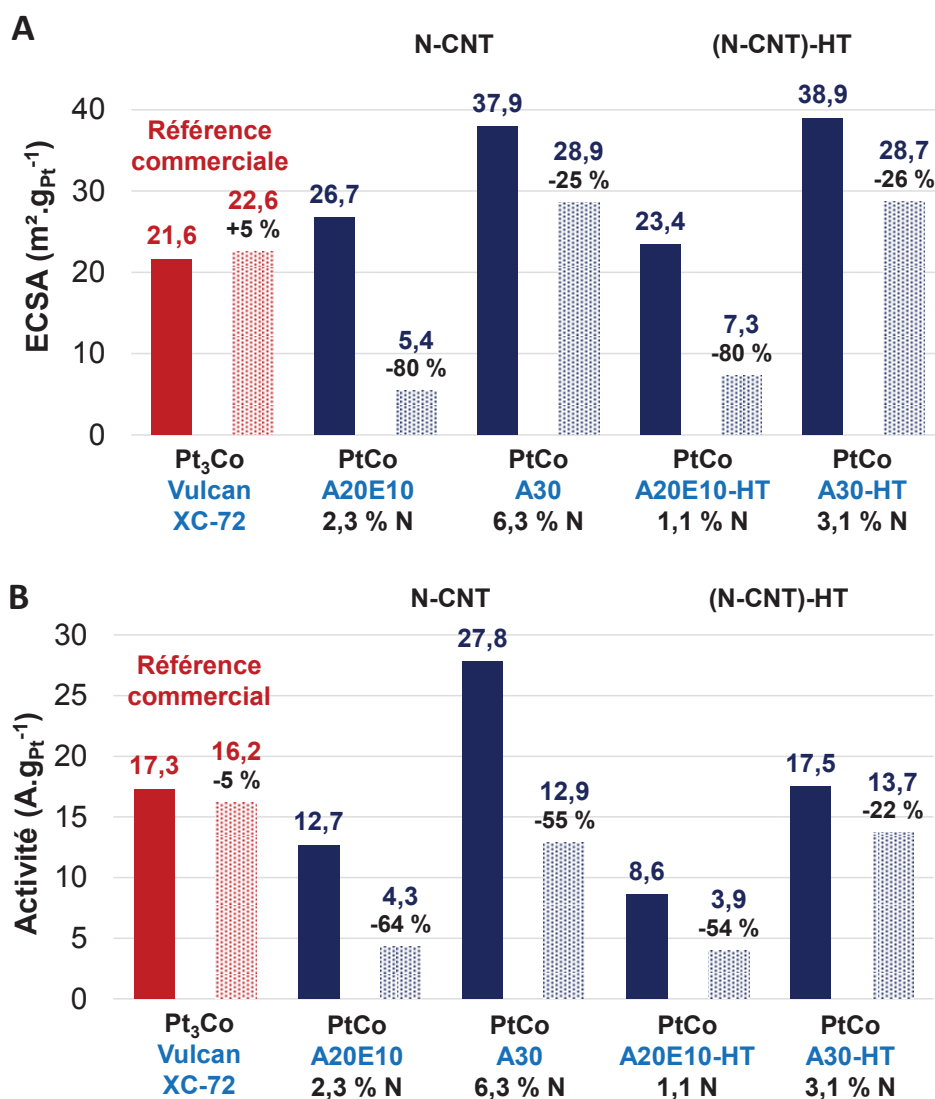 A
N-CNT (N-CNT)-HT
ECSA (m².gPt⁻¹)
40
30
20
10
0
Référence
commerciale
21,6
22,6
+5 %
26,7
5,4
-80 %
37,9
28,9
-25 %
23,4
7,3
-80 %
38,9
28,7
-26 %
Pt₃Co PtCo PtCo PtCo PtCo
Vulcan A20E10 A30 A20E10-HT A30-HT
XC-72 2,3 % N 6,3 % N 1,1 % N 3,1 % N
B
N-CNT (N-CNT)-HT
Activité (A.gPt⁻¹)
30
25
20
15
10
5
0
Référence
commercial
17,3
16,2
-5 %
12,7
4,3
-64 %
27,8
12,9
-55 %
8,6
3,9
-54 %
17,5
13,7
-22 %
Pt₃Co PtCo PtCo PtCo PtCo
Vulcan A20E10 A30 A20E10-HT A30-HT
XC-72 2,3 % N 6,3 % N 1,1 N 3,1 % N